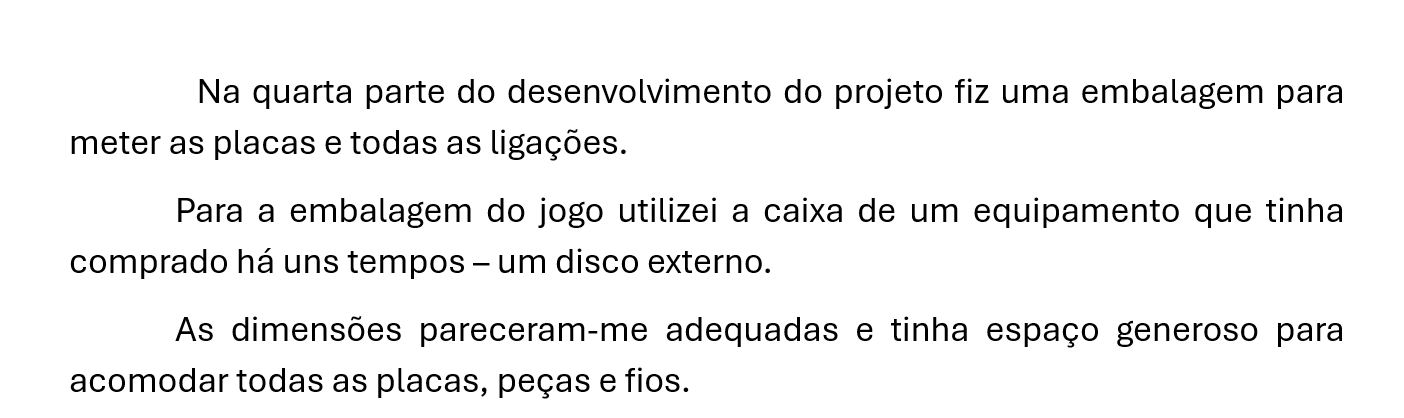 Na quarta parte do desenvolvimento do projeto fiz uma embalagem para
meter as placas e todas as ligações.
Para a embalagem do jogo utilizei a caixa de um equipamento que tinha
comprado há uns tempos – um disco externo.
As dimensões pareceram-me adequadas e tinha espaço generoso para
acomodar todas as placas, peças e fios.